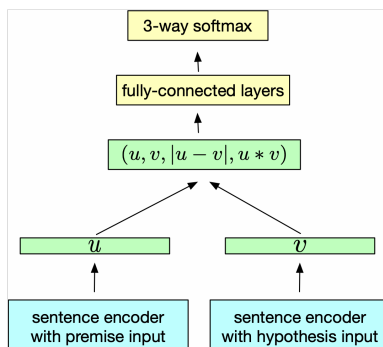 3-way softmax
fully-connected layers
(u, v, |u − v|, u * v)
u
v
sentence encoder
with premise input
sentence encoder
with hypothesis input